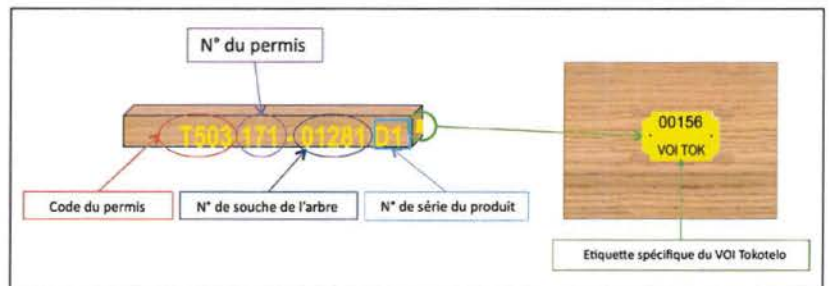 N° du permis
T503 171 - 01281 D1
00156
VOI TOK
Code du permis
N° de souche de l'arbre
N° de série du produit
Etiquette spécifique du VOI Tokotelo